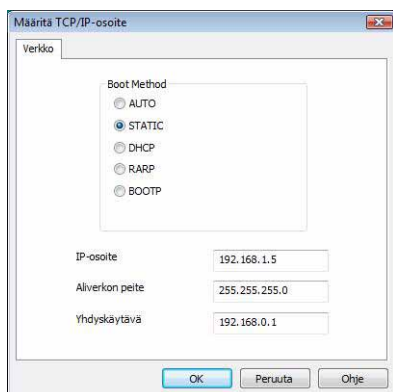 Määritä TCP/IP-osoite
Verkko
Boot Method
AUTO
STATIC
DHCP
RARP
BOOTP
IP-osoite 192.168.1.5
Aliverkon peite 255.255.255.0
Yhdyskäytävä 192.168.0.1
OK Peruuta Ohje